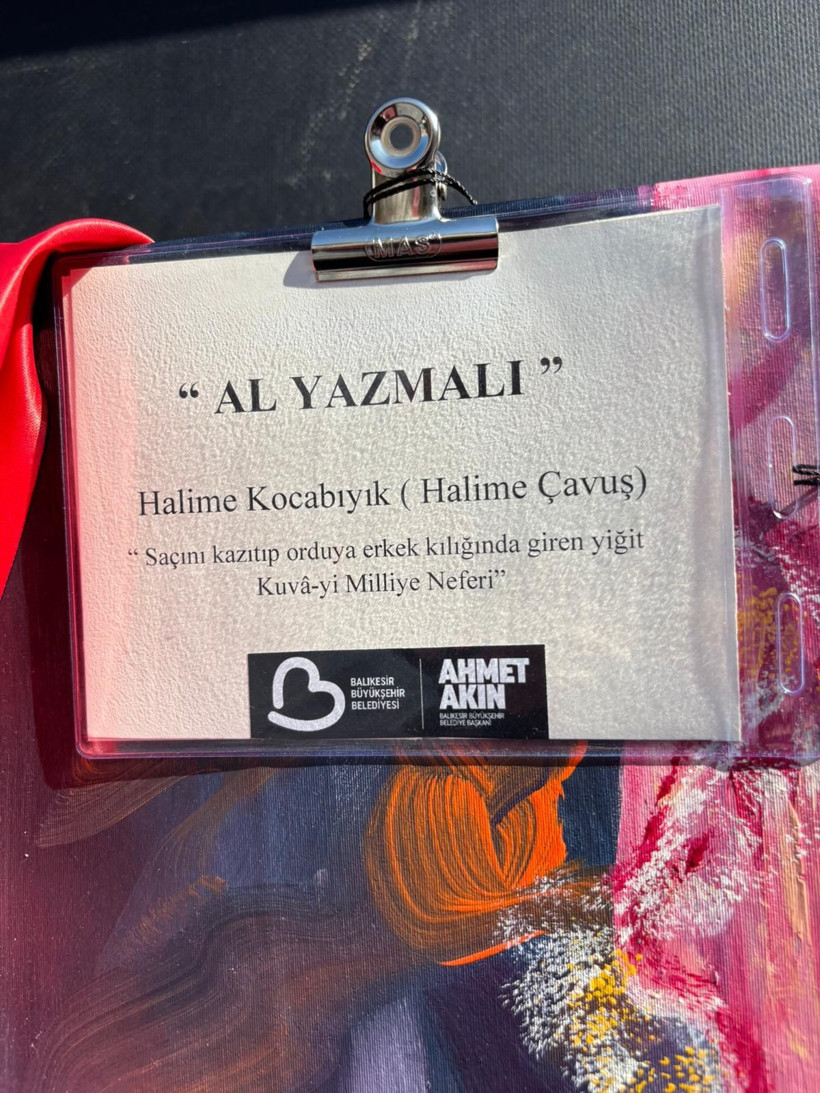 MAS
“ AL YAZMALI ”
Halime Kocabıyık ( Halime Çavuş)
“ Saçını kazıtıp orduya erkek kılığında giren yiğit
Kuvâ-yi Milliye Neferi”
BALIKESİR
BÜYÜKŞEHİR
BELEDİYESİ
AHMET
AKIN
BALIKESİR BÜYÜKŞEHİR
BELEDİYE BAŞKANI